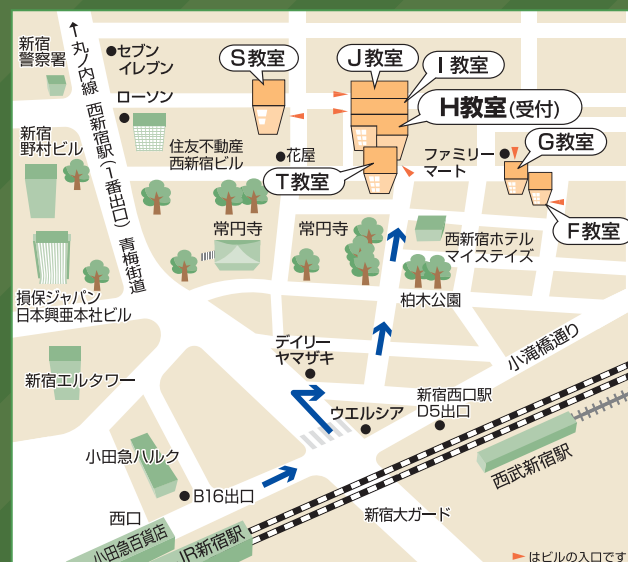 新宿
警察署
←丸ノ内線 西新宿駅(1番出口) 青梅街道
セブン
イレブン
ローソン
新宿
野村ビル
住友不動産
西新宿ビル
S教室
J教室
I教室
H教室(受付)
花屋
T教室
ファミリー
マート
G教室
F教室
常円寺
常円寺
西新宿ホテル
マイステイズ
柏木公園
損保ジャパン
日本興亜本社ビル
新宿エルタワー
デイリー
ヤマザキ
小滝橋通り
ウエルシア
新宿西口駅
D5出口
小田急ハルク
B16出口
西武新宿駅
西口
小田急百貨店
JR新宿駅
新宿大ガード
►はビルの入口です